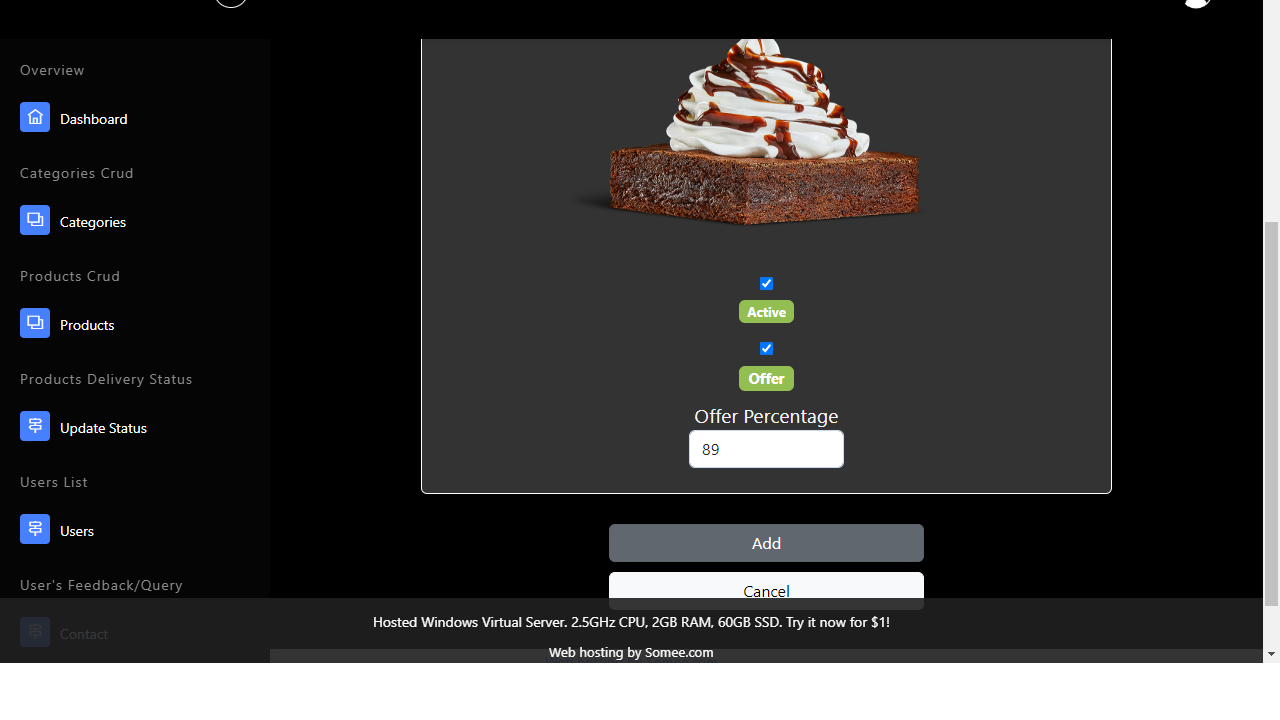 Overview
Dashboard
Categories Crud
Categories
Products Crud
Products
Products Delivery Status
Update Status
Users List
Users
User's Feedback/Query
Contact
Active
Offer
Offer Percentage
89
Add
Cancel
Hosted Windows Virtual Server. 2.5GHz CPU, 2GB RAM, 60GB SSD. Try it now for $1!
Web hosting by Somee.com